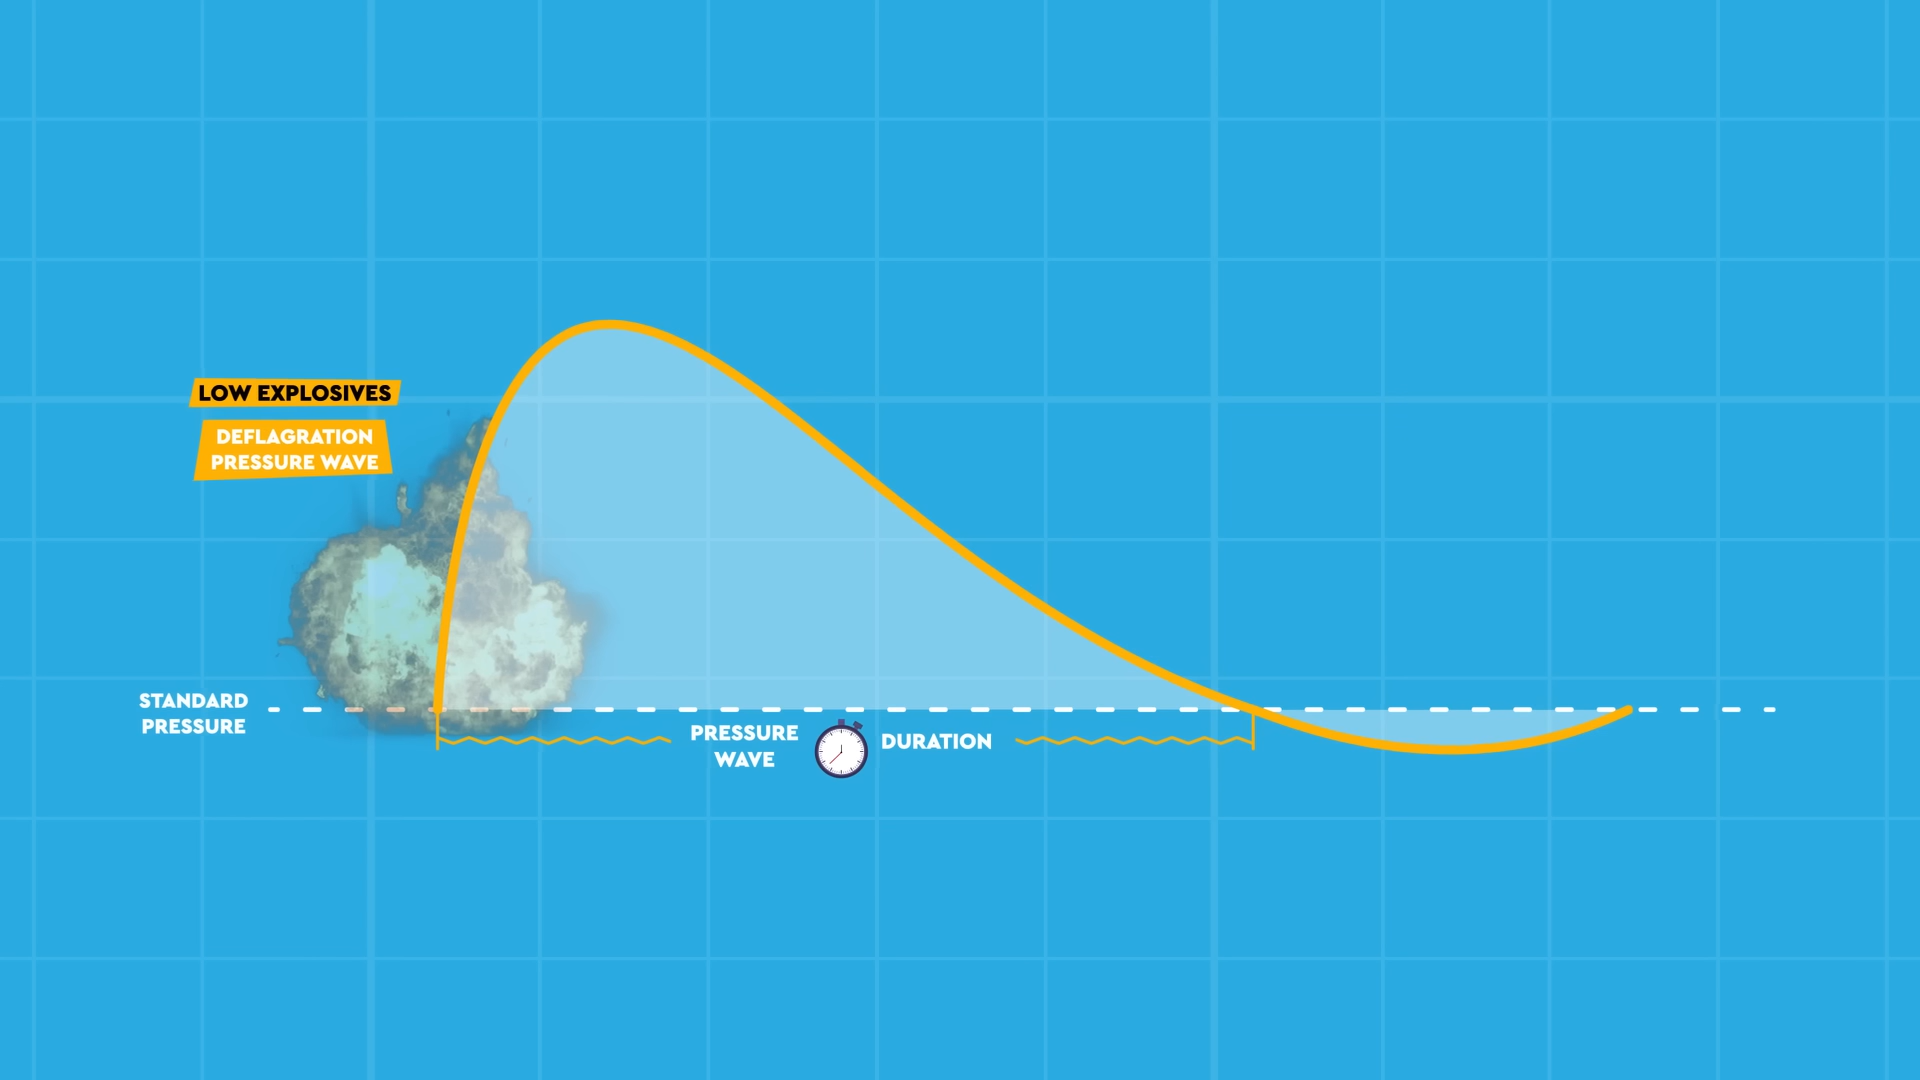 LOW EXPLOSIVES
DEFLAGRATION
PRESSURE WAVE
STANDARD
PRESSURE
PRESSURE
WAVE
DURATION